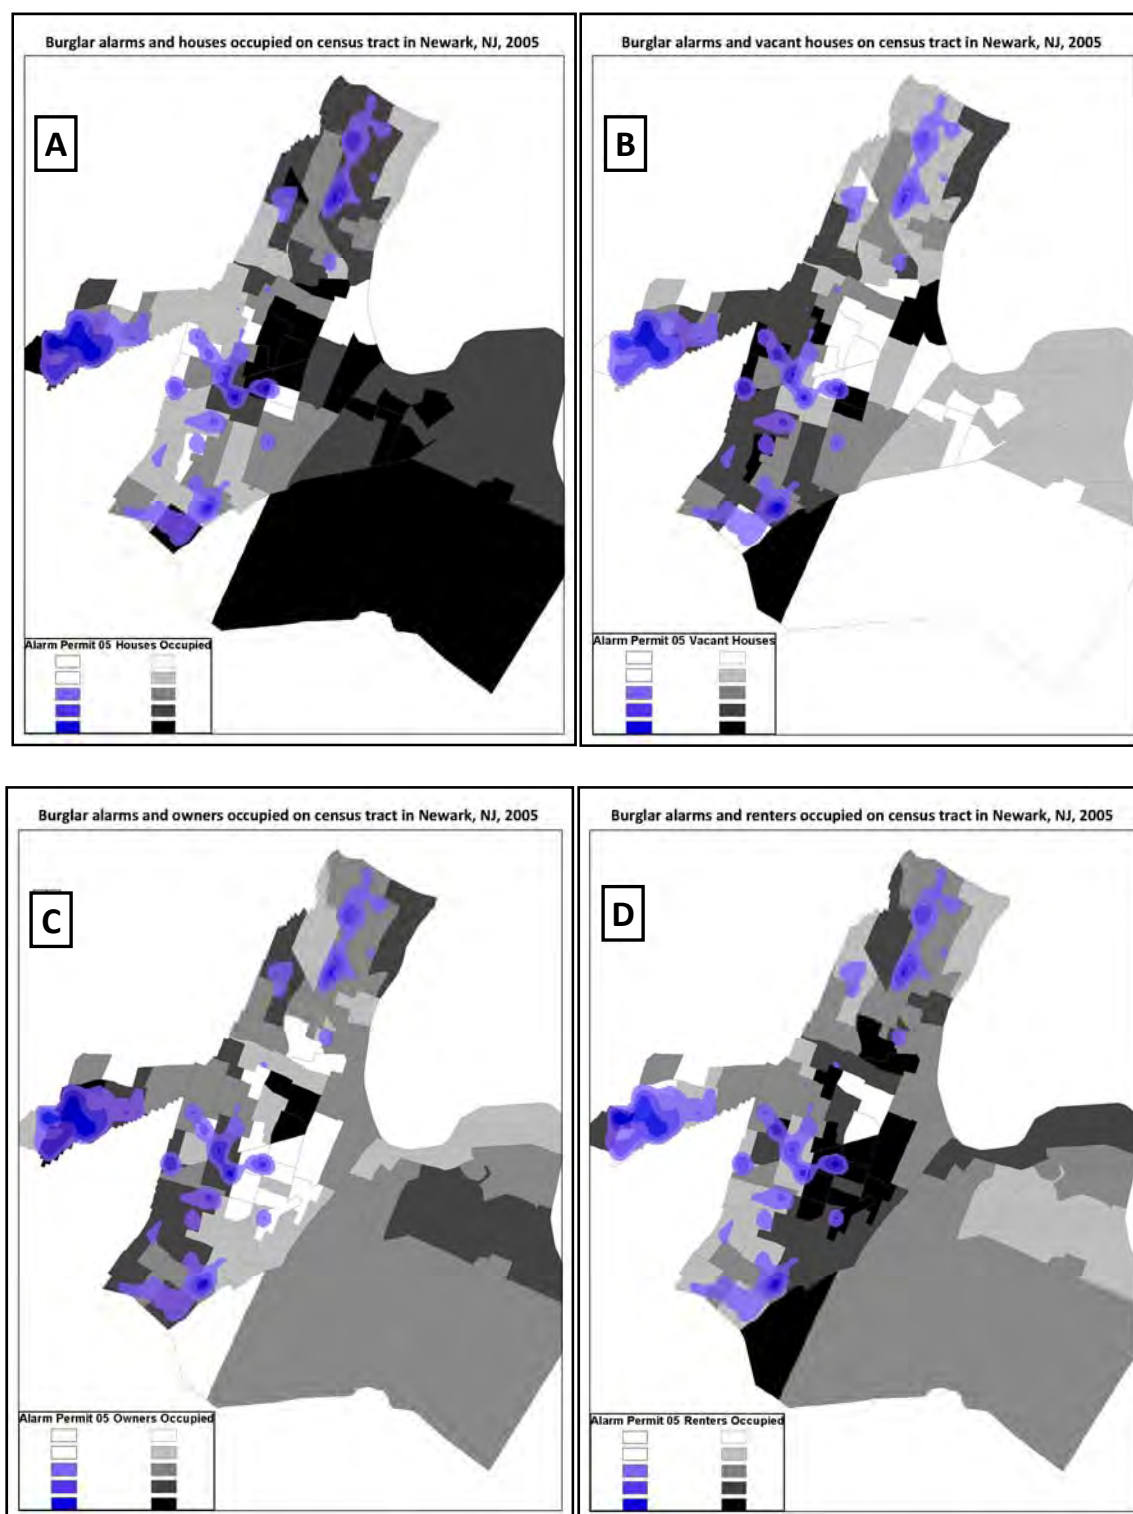 Burglar alarms and houses occupied on census tract in Newark, NJ, 2005
A
Alarm Permit 05 Houses Occupied
Burglar alarms and vacant houses on census tract in Newark, NJ, 2005
B
Alarm Permit 05 Vacant Houses
Burglar alarms and owners occupied on census tract in Newark, NJ, 2005
C
Alarm Permit 05 Owners Occupied
Burglar alarms and renters occupied on census tract in Newark, NJ, 2005
D
Alarm Permit 05 Renters Occupied